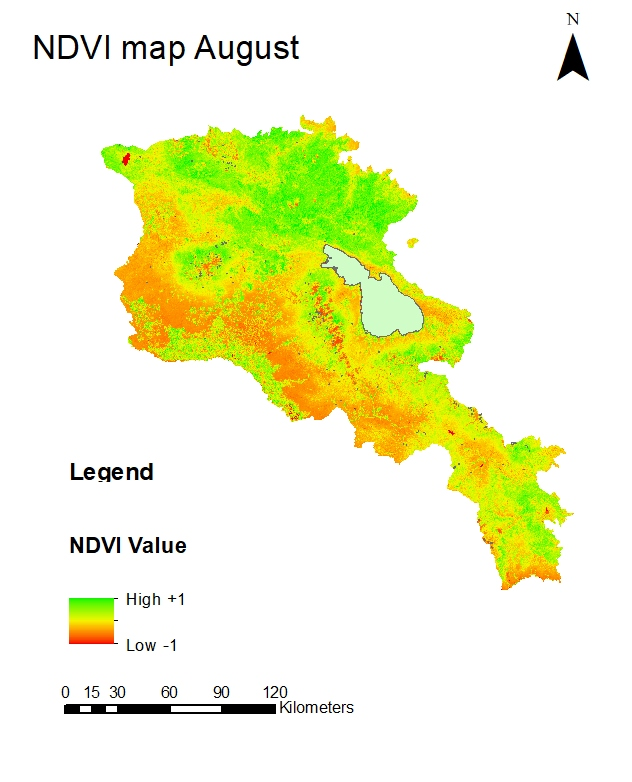 N
NDVI map August
Legend
NDVI Value
High +1
Low -1
0 15 30 60 90 120
Kilometers